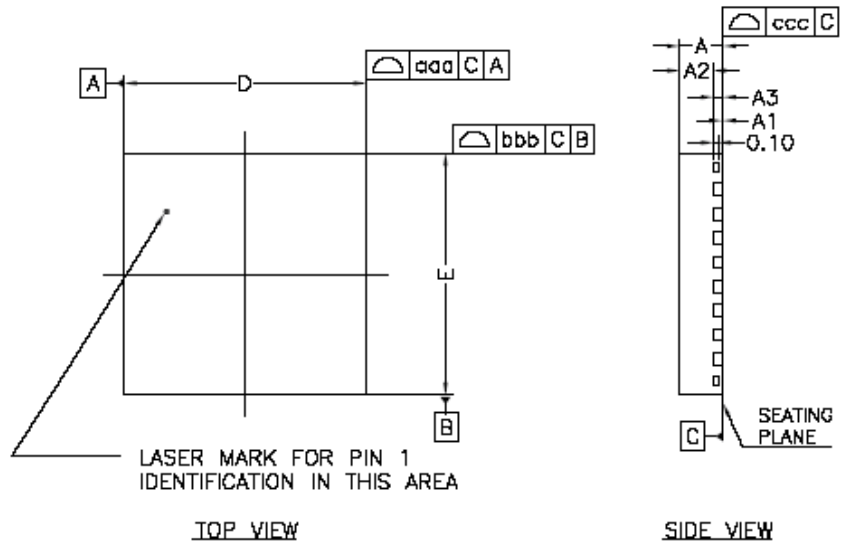 ccc C
A
aaa C A
A D
A2
A3
A1
bbb C B
0.10
E
B
C
SEATING
PLANE
LASER MARK FOR PIN 1
IDENTIFICATION IN THIS AREA
TOP VIEW
SIDE VIEW